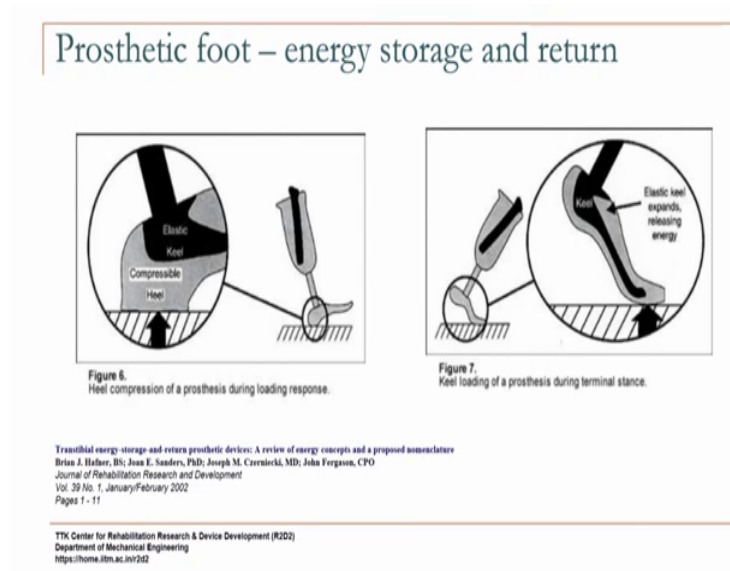 Prosthetic foot – energy storage and return
Elastic
Keel
Compressible
Heel
Figure 6.
Heel compression of a prosthesis during loading response.
Keel
Elastic keel
expands,
releasing
energy
Figure 7.
Keel loading of a prosthesis during terminal stance.
Transtibial energy-storage-and-return prosthetic devices: A review of energy concepts and a proposed nomenclature
Brian J. Hafner, BS; Joan E. Sanders, PhD; Joseph M. Czerniecki, MD; John Fergason, CPO
Journal of Rehabilitation Research and Development
Vol. 39 No. 1, January/February 2002
Pages 1 - 11
TTK Center for Rehabilitation Research & Device Development (R2D2)
Department of Mechanical Engineering
https://home.iitm.ac.in/r2d2